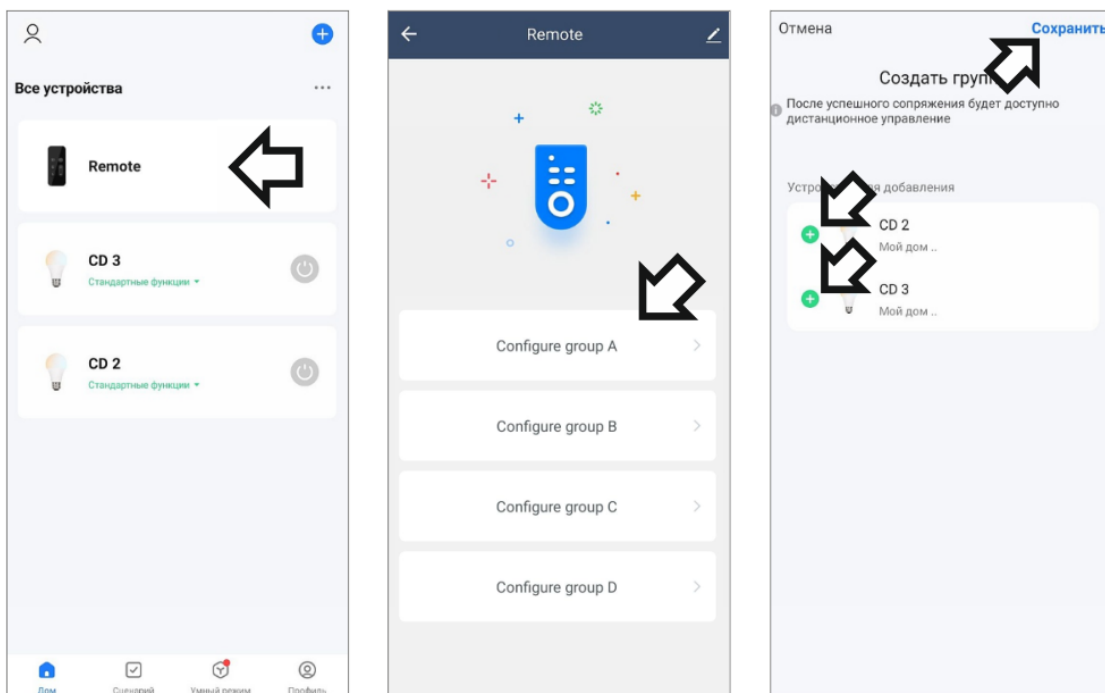 Все устройства
Remote
CD 3
Стандартные функции
CD 2
Стандартные функции
Дом
Сценарий
Умный режим
Профиль
Remote
Configure group A
Configure group B
Configure group C
Configure group D
Отмена
Сохранить
Создать
После успешного сопряжения будет доступно
дистанционное управление
добавления
CD 2
Мой дом ..
CD 3
Мой дом ..